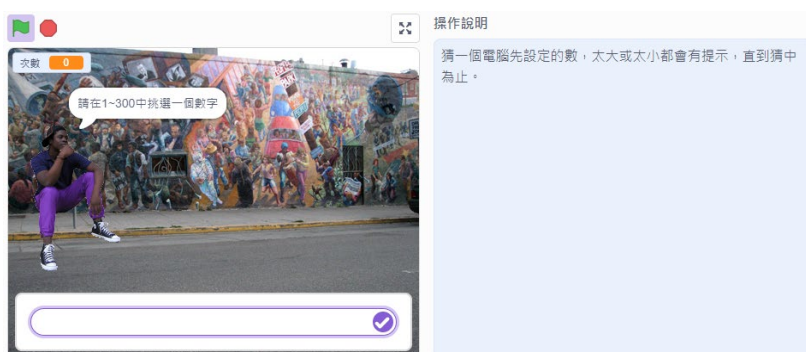 操作說明
次數 0
猜一個電腦先設定的數,太大或太小都會有提示,直到猜中
為止。
請在1~300中挑選一個數字